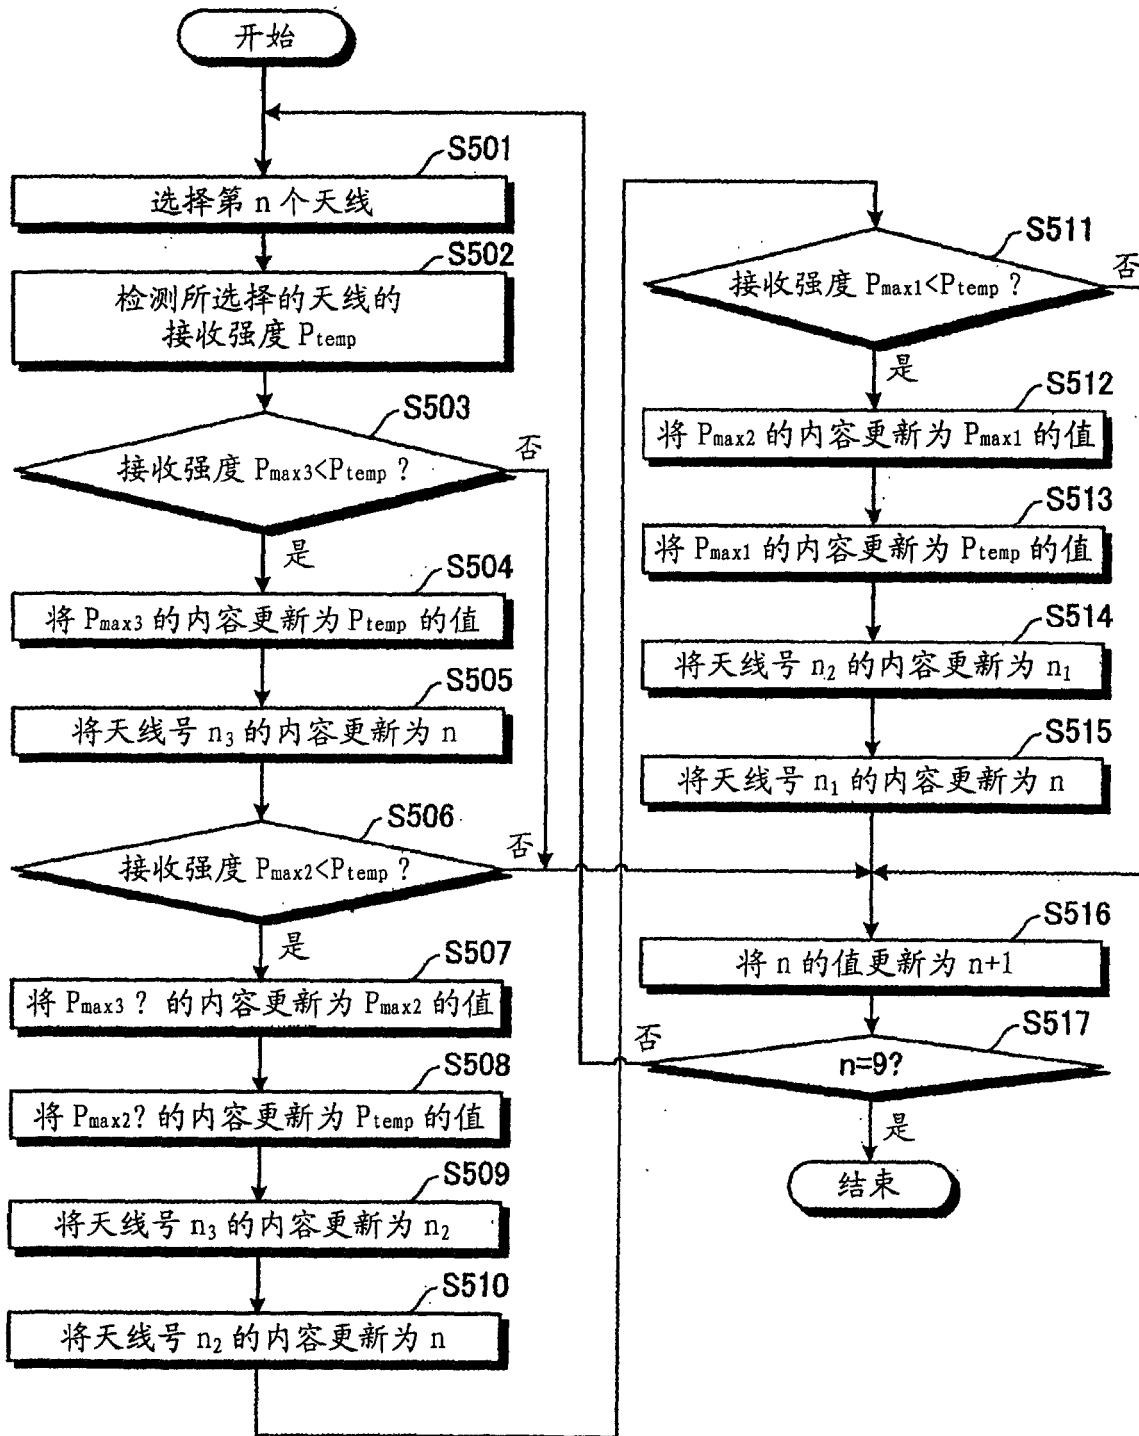 开始
S501
选择第 n 个天线
S502
检测所选择的天线的
接收强度 Ptemp
S503
接收强度 Pmax3<Ptemp ?
否
是
S504
将 Pmax3 的内容更新为 Ptemp 的值
S505
将天线号 n3 的内容更新为 n
S506
接收强度 Pmax2<Ptemp ?
否
是
S507
将 Pmax3 ? 的内容更新为 Pmax2 的值
S508
将 Pmax2? 的内容更新为 Ptemp 的值
S509
将天线号 n3 的内容更新为 n2
S510
将天线号 n2 的内容更新为 n
S511
接收强度 Pmax1<Ptemp ?
否
是
S512
将 Pmax2 的内容更新为 Pmax1 的值
S513
将 Pmax1 的内容更新为 Ptemp 的值
S514
将天线号 n2 的内容更新为 n1
S515
将天线号 n1 的内容更新为 n
S516
将 n 的值更新为 n+1
S517
n=9?
否
是
结束